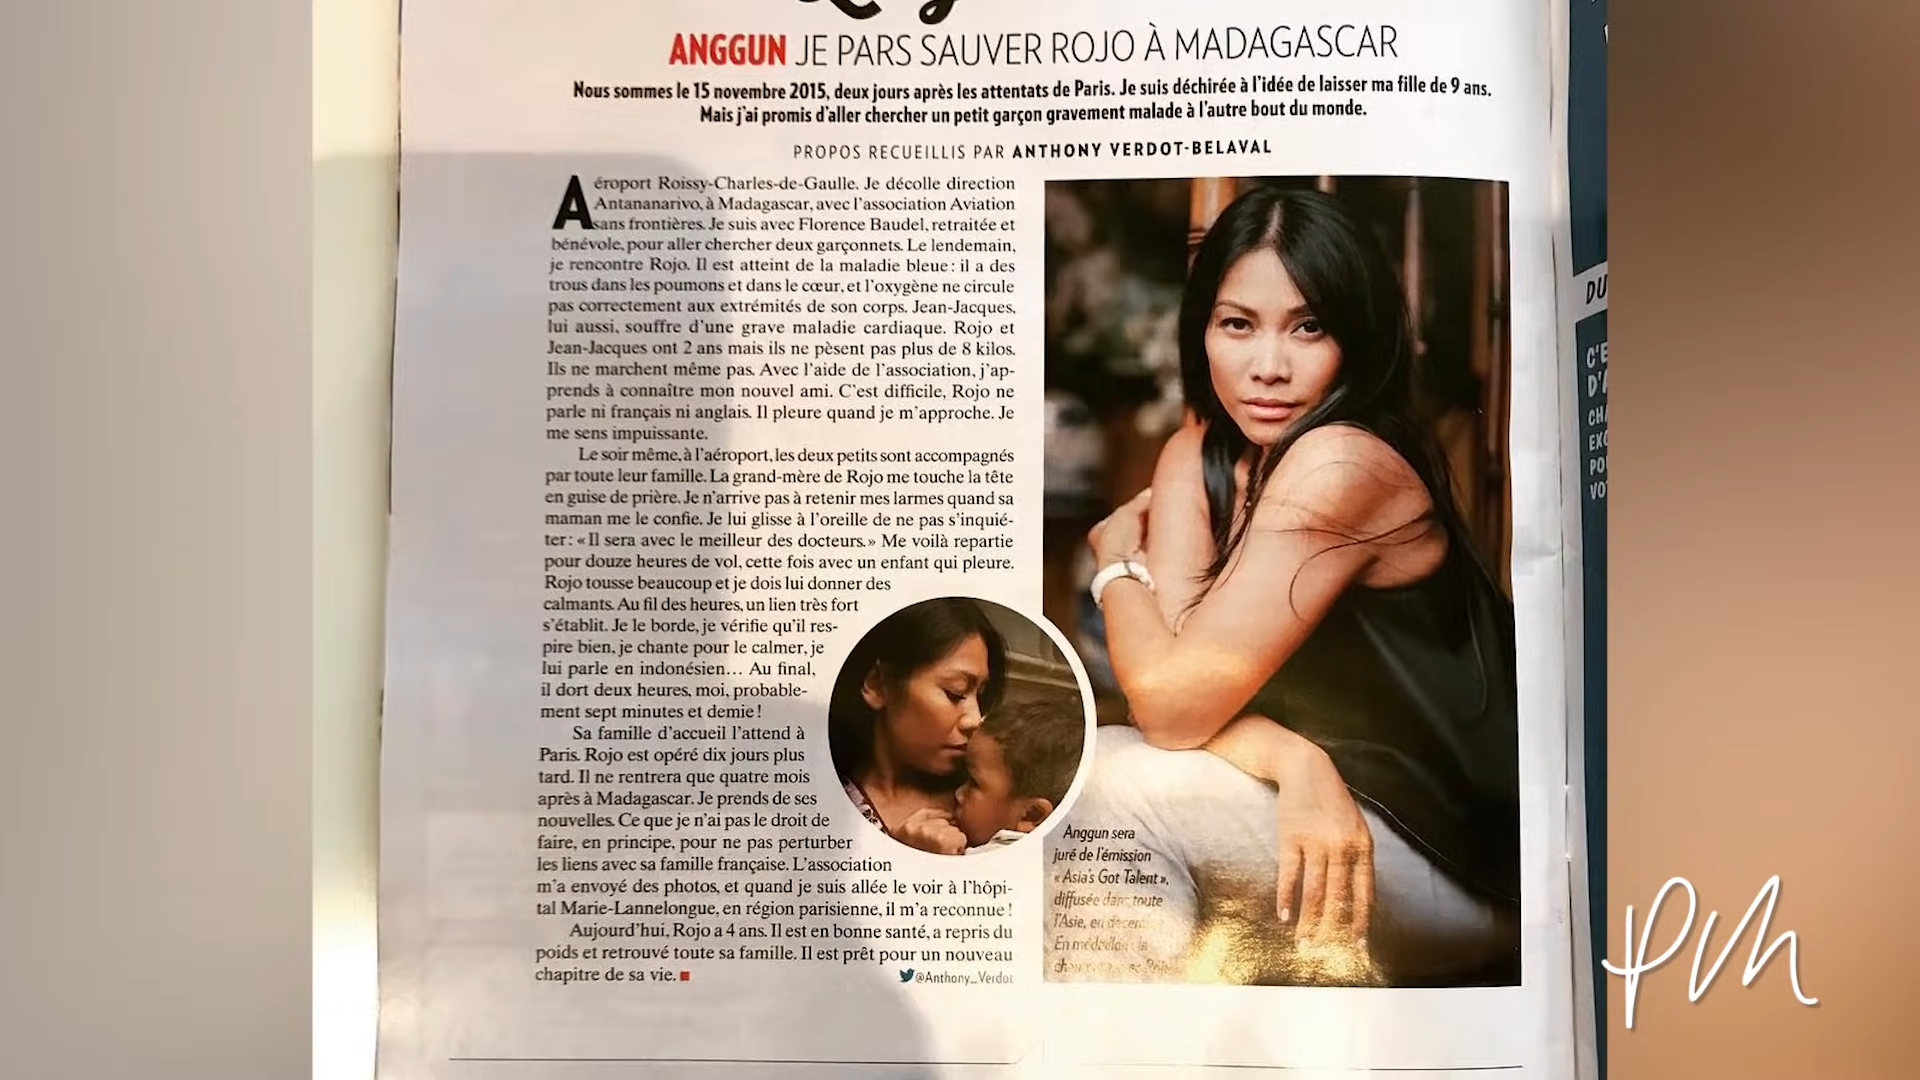 ANGGUN JE PARS SAUVER ROJO À MADAGASCAR
Nous sommes le 15 novembre 2015, deux jours après les attentats de Paris. Je suis déchirée à l'idée de laisser ma fille de 9 ans.
Mais j'ai promis d'aller chercher un petit garçon gravement malade à l'autre bout du monde.
PROPOS RECUEILLIS PAR ANTHONY VERDOT-BELAVAL
Aéroport Roissy-Charles-de-Gaulle. Je décolle direction
Antananarivo, à Madagascar, avec l'association Aviation
sans frontières. Je suis avec Florence Baudel, retraitée et
bénévole, pour aller chercher deux garçonnets. Le lendemain,
je rencontre Rojo. Il est atteint de la maladie bleue : il a des
trous dans les poumons et dans le cœur, et l'oxygène ne circule
pas correctement aux extrémités de son corps. Jean-Jacques,
lui aussi, souffre d'une grave maladie cardiaque. Rojo et
Jean-Jacques ont 2 ans mais ils ne pèsent pas plus de 8 kilos.
Ils ne marchent même pas. Avec l'aide de l'association, j'ap-
prends à connaître mon nouvel ami. C'est difficile, Rojo ne
parle ni français ni anglais. Il pleure quand je m'approche. Je
me sens impuissante.
Le soir même, à l'aéroport, les deux petits sont accompagnés
par toute leur famille. La grand-mère de Rojo me touche la tête
en guise de prière. Je n'arrive pas à retenir mes larmes quand sa
maman me le confie. Je lui glisse à l'oreille de ne pas s'inquié-
ter : « Il sera avec le meilleur des docteurs. » Me voilà repartie
pour douze heures de vol, cette fois avec un enfant qui pleure.
Rojo tousse beaucoup et je dois lui donner des
calmants. Au fil des heures, un lien très fort
s'établit. Je le borde, je vérifie qu'il res-
pire bien, je chante pour le calmer, je
lui parle en indonésien... Au final,
il dort deux heures, moi, probable-
ment sept minutes et demie !
Sa famille d'accueil l'attend à
Paris. Rojo est opéré dix jours plus
tard. Il ne rentrera que quatre mois
après à Madagascar. Je prends de ses
nouvelles. Ce que je n'ai pas le droit de
faire, en principe, pour ne pas perturber
les liens avec sa famille française. L'association
m'a envoyé des photos, et quand je suis allée le voir à l'hôpi-
tal Marie-Lannelongue, en région parisienne, il m'a reconnue !
Aujourd'hui, Rojo a 4 ans. Il est en bonne santé, a repris du
poids et retrouvé toute sa famille. Il est prêt pour un nouveau
chapitre de sa vie.
@Anthony_Verdot
Anggun sera
juré de l'émission
« Asia's Got Talent »,
diffusée dans toute
l'Asie, en
En médaillon
DU
C'E
D'A
CHA
EXC
POU
VOT
PM